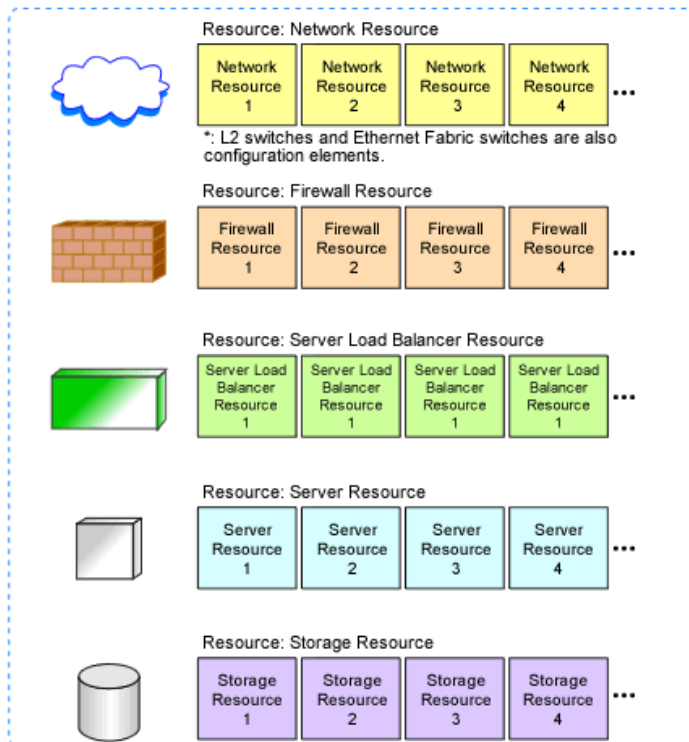 Resource: Network Resource
Network Resource 1
Network Resource 2
Network Resource 3
Network Resource 4
...
*: L2 switches and Ethernet Fabric switches are also
configuration elements.
Resource: Firewall Resource
Firewall Resource 1
Firewall Resource 2
Firewall Resource 3
Firewall Resource 4
...
Resource: Server Load Balancer Resource
Server Load Balancer Resource 1
Server Load Balancer Resource 1
Server Load Balancer Resource 1
Server Load Balancer Resource 1
...
Resource: Server Resource
Server Resource 1
Server Resource 2
Server Resource 3
Server Resource 4
...
Resource: Storage Resource
Storage Resource 1
Storage Resource 2
Storage Resource 3
Storage Resource 4
...